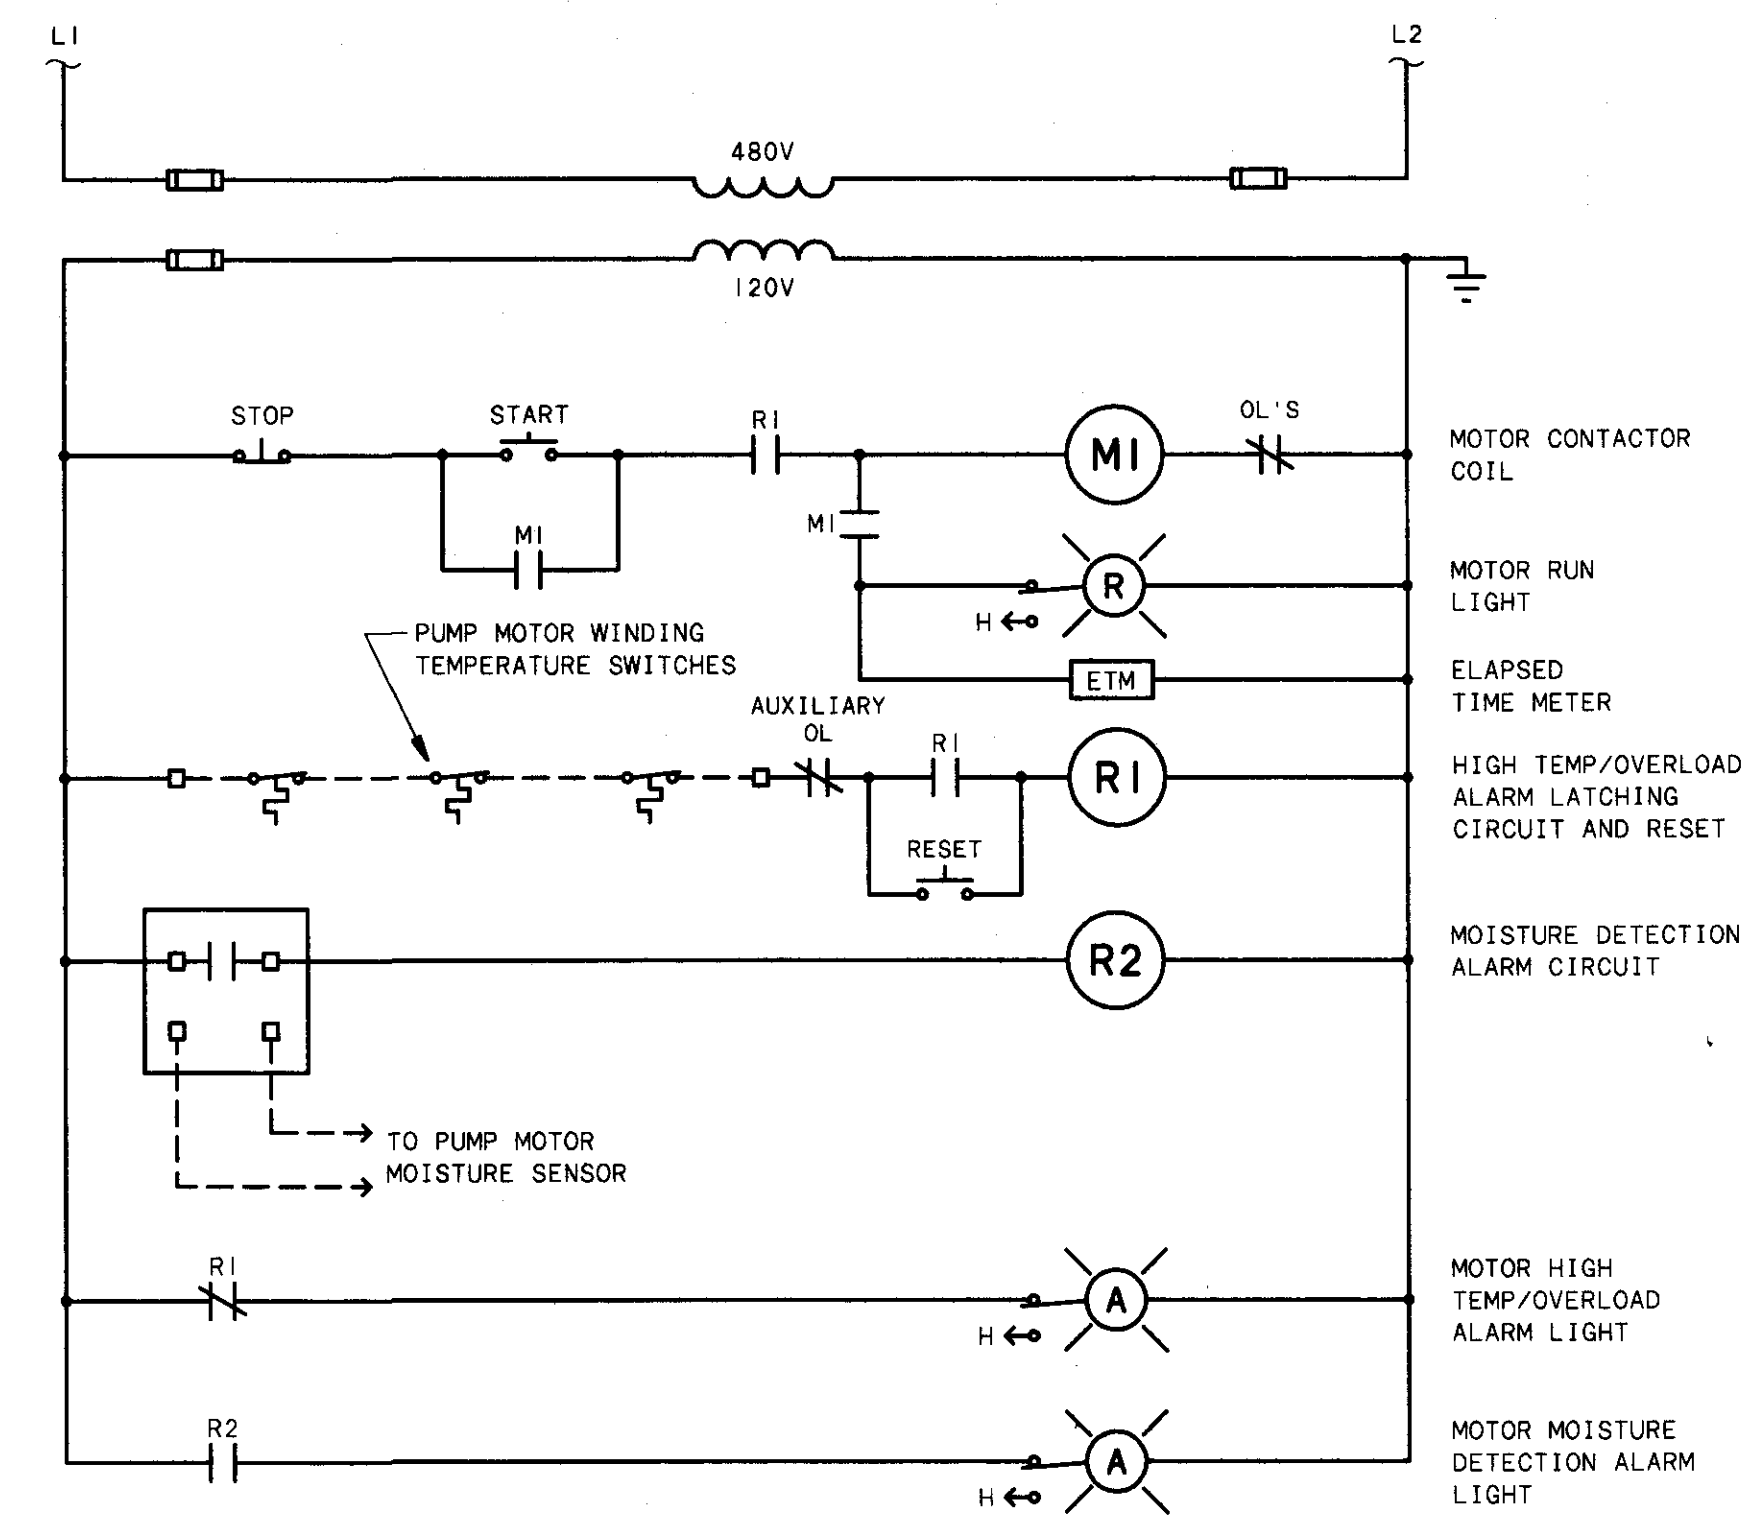 L1
L2
480V
120V
STOP
START
R1
M1
OL'S
MOTOR CONTACTOR
COIL
M1
M1
R
H
MOTOR RUN
LIGHT
PUMP MOTOR WINDING
TEMPERATURE SWITCHES
ETM
ELAPSED
TIME METER
AUXILIARY
OL
R1
R1
RESET
HIGH TEMP/OVERLOAD
ALARM LATCHING
CIRCUIT AND RESET
R2
MOISTURE DETECTION
ALARM CIRCUIT
TO PUMP MOTOR
MOISTURE SENSOR
R1
A
H
MOTOR HIGH
TEMP/OVERLOAD
ALARM LIGHT
R2
A
H
MOTOR MOISTURE
DETECTION ALARM
LIGHT